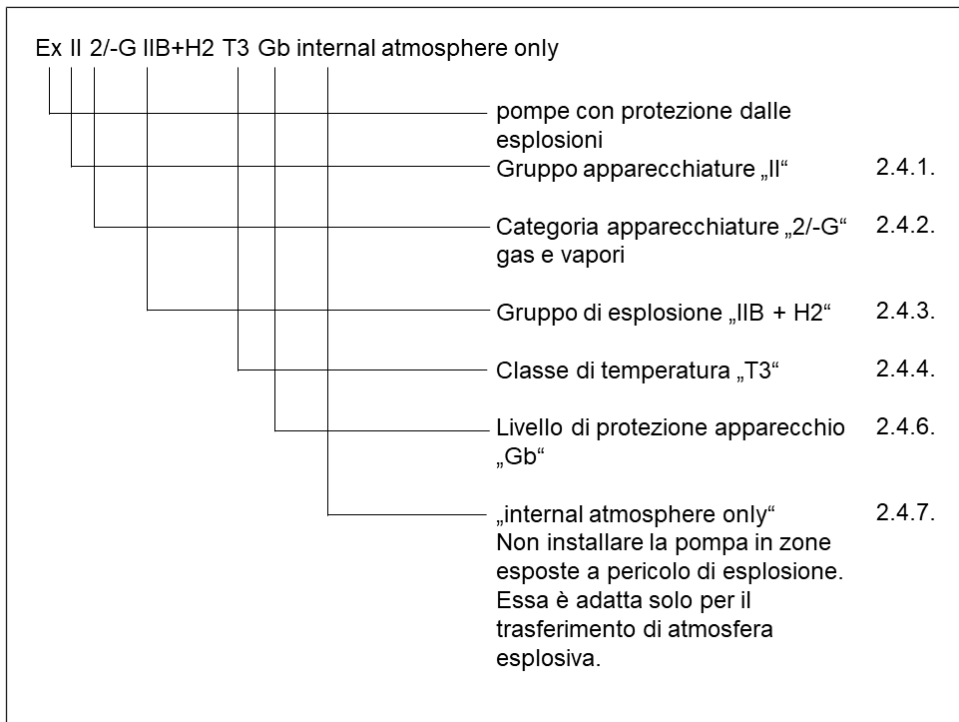 Ex II 2/-G IIB+H2 T3 Gb internal atmosphere only
pompe con protezione dalle
esplosioni
Gruppo apparecchiature „II“ 2.4.1.
Categoria apparecchiature „2/-G“ 2.4.2.
gas e vapori
Gruppo di esplosione „IIB + H2“ 2.4.3.
Classe di temperatura „T3“ 2.4.4.
Livello di protezione apparecchio 2.4.6.
„Gb“
„internal atmosphere only“ 2.4.7.
Non installare la pompa in zone
esposte a pericolo di esplosione.
Essa è adatta solo per il
trasferimento di atmosfera
esplosiva.